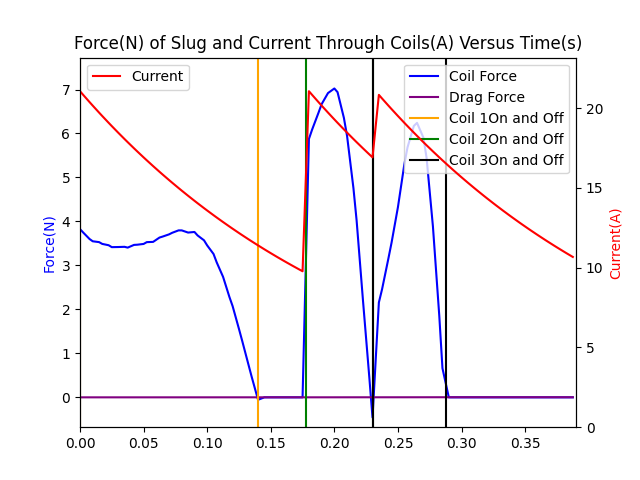 Force(N) of Slug and Current Through Coils(A) Versus Time(s)
Current
Coil Force
Drag Force
Coil 1On and Off
Coil 2On and Off
Coil 3On and Off
Force(N)
7
6
5
4
3
2
1
0
Current(A)
20
15
10
5
0
0.00 0.05 0.10 0.15 0.20 0.25 0.30 0.35